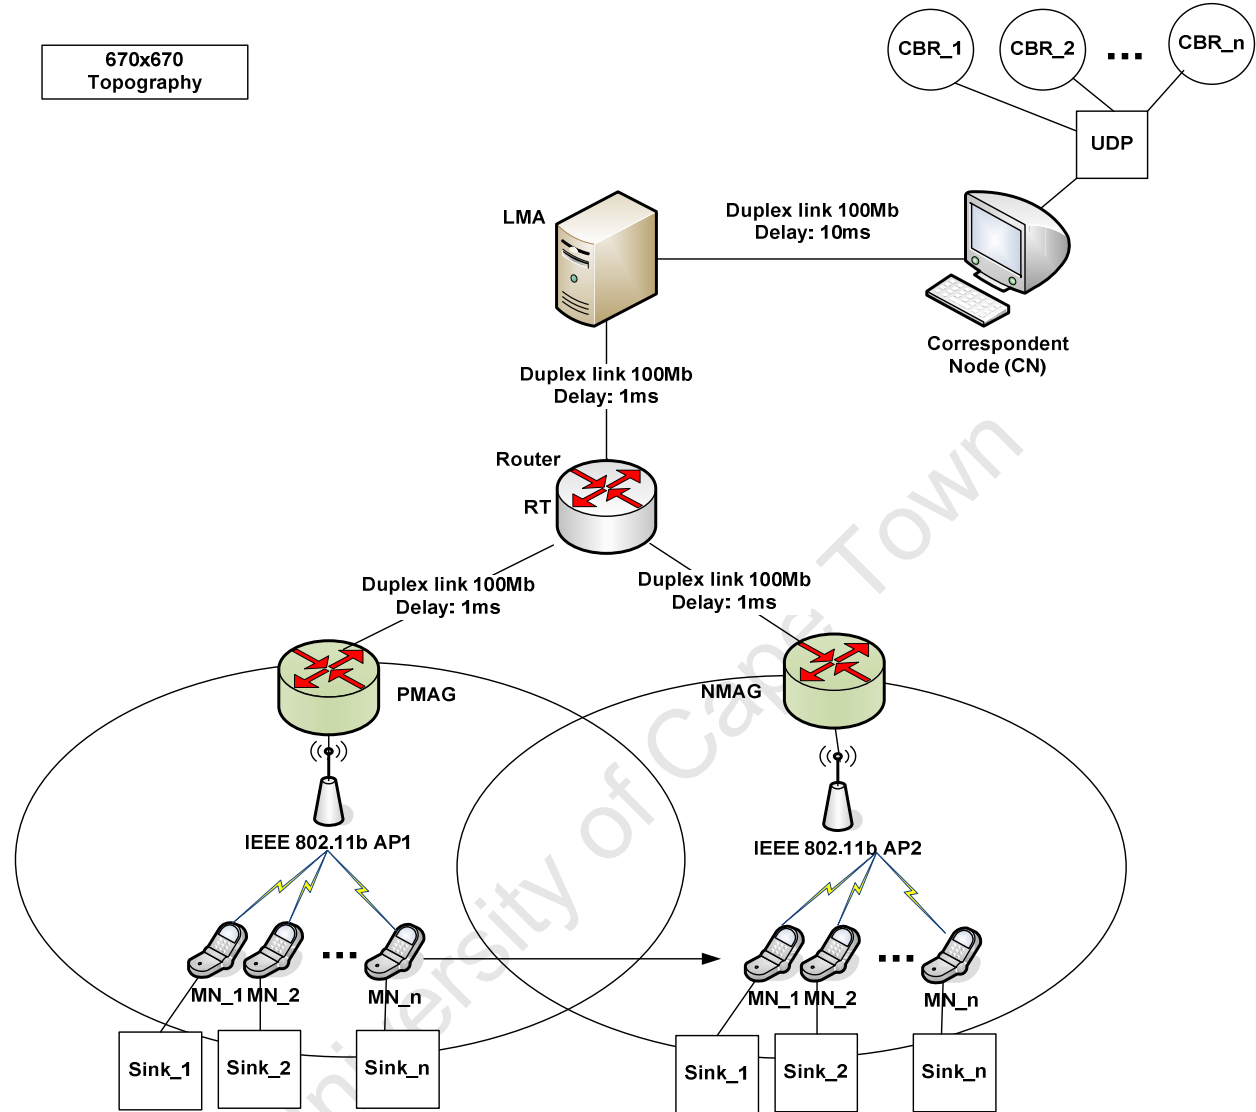 670x670
Topography
CBR_1
CBR_2
...
CBR_n
UDP
LMA
Duplex link 100Mb
Delay: 10ms
Correspondent
Node (CN)
Duplex link 100Mb
Delay: 1ms
Router
RT
Duplex link 100Mb
Delay: 1ms
Duplex link 100Mb
Delay: 1ms
PMAG
NMAG
IEEE 802.11b AP1
IEEE 802.11b AP2
...
...
MN_1
MN_2
MN_n
MN_1
MN_2
MN_n
Sink_1
Sink_2
Sink_n
Sink_1
Sink_2
Sink_n
University of Cape Town